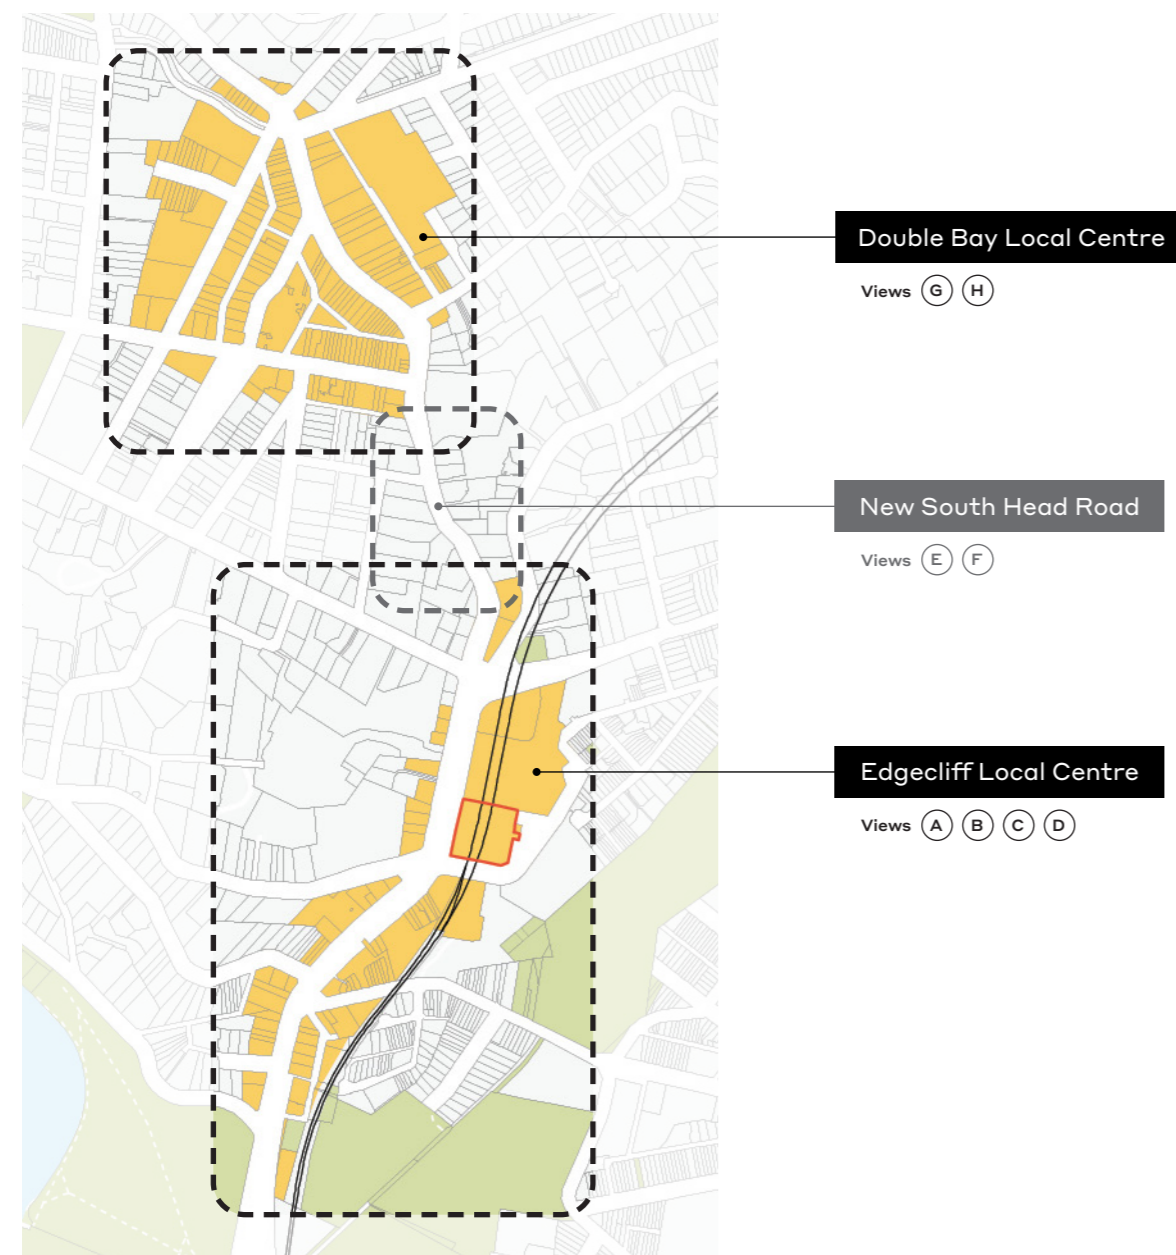 Double Bay Local Centre
Views G H
New South Head Road
Views E F
Edgecliff Local Centre
Views A B C D